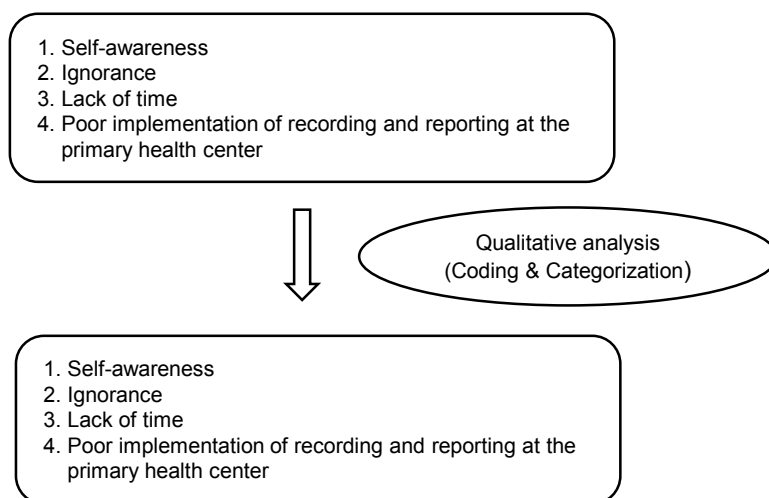 1. Self-awareness
2. Ignorance
3. Lack of time
4. Poor implementation of recording and reporting at the
primary health center
Qualitative analysis
(Coding & Categorization)
1. Self-awareness
2. Ignorance
3. Lack of time
4. Poor implementation of recording and reporting at the
primary health center